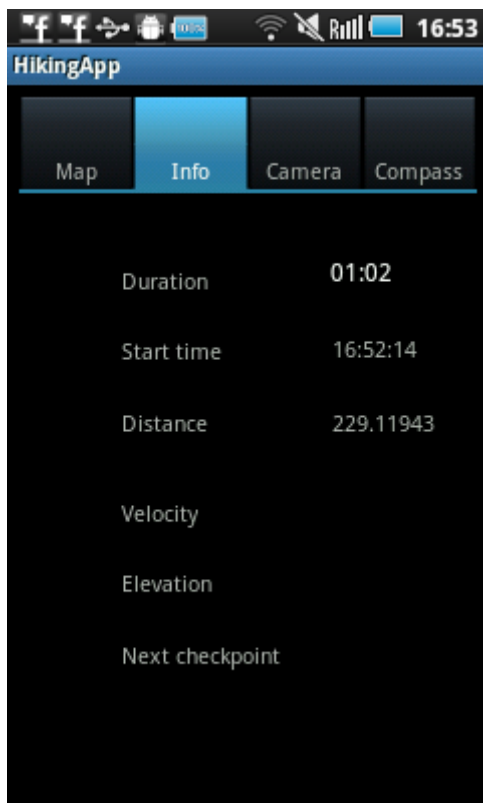 16:53
HikingApp
Map Info Camera Compass
Duration 01:02
Start time 16:52:14
Distance 229.11943
Velocity
Elevation
Next checkpoint